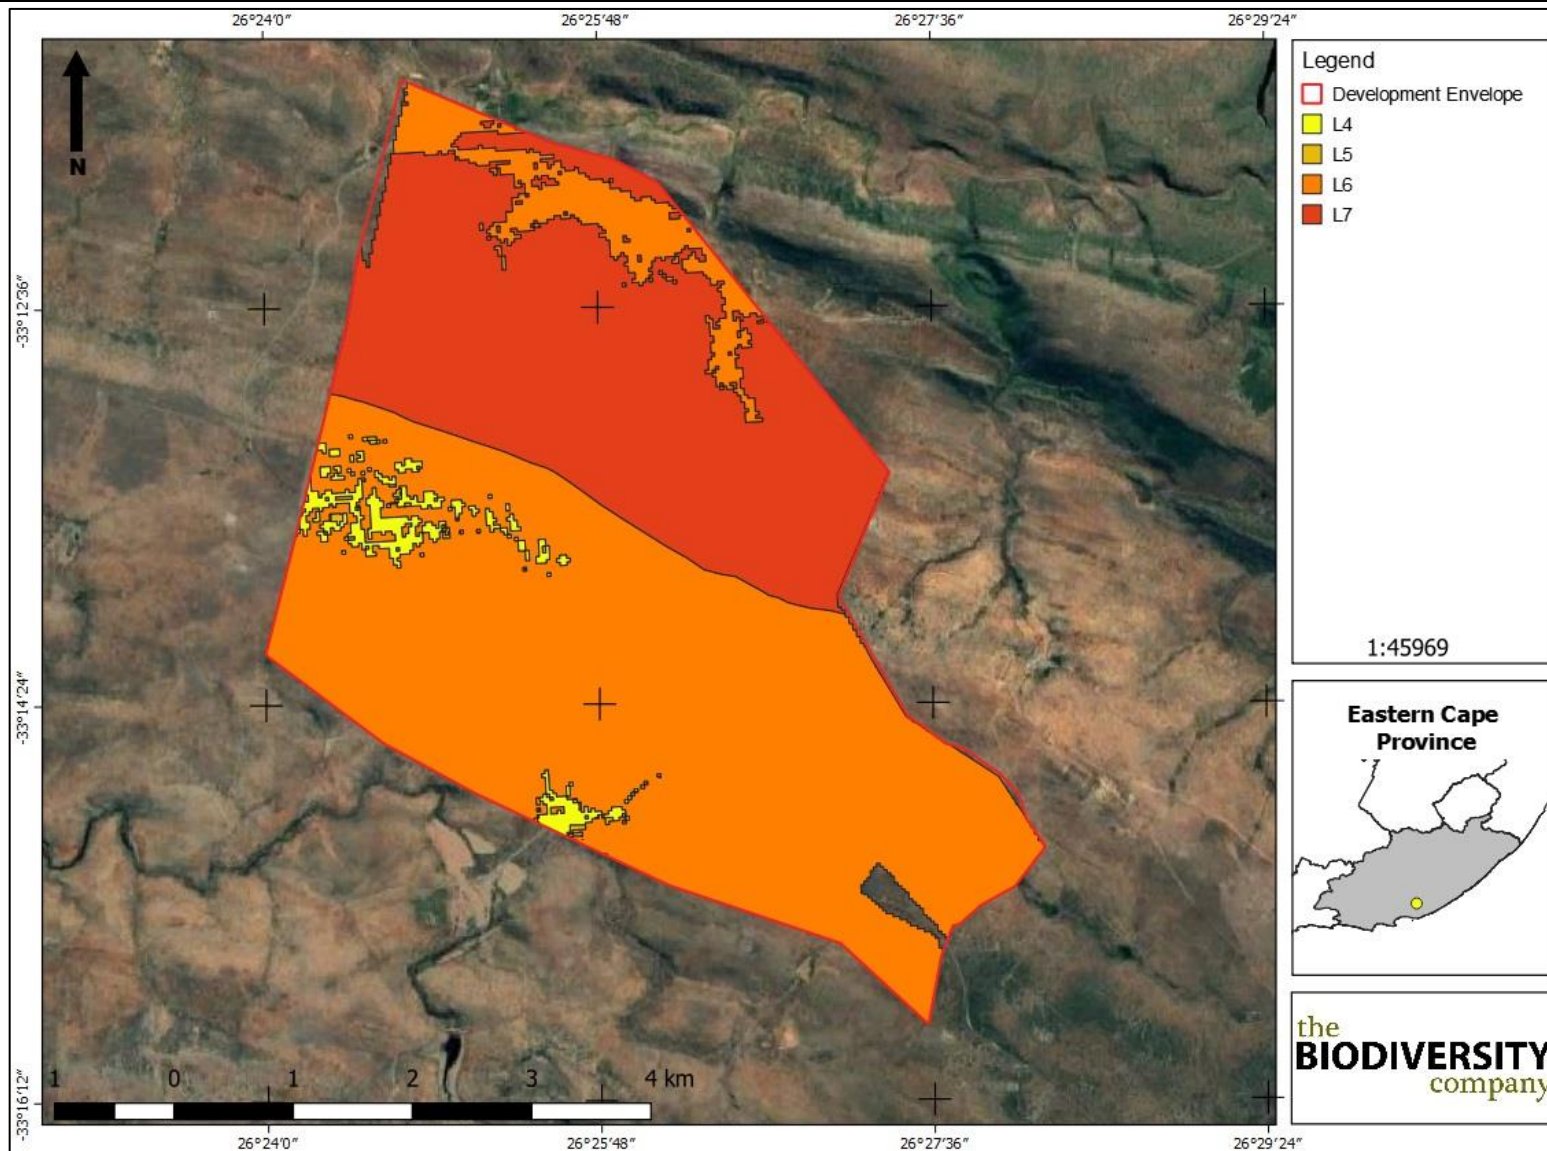 26°24′0″ 26°25′48″ 26°27′36″ 26°29′24″
N
-33°12′36″
-33°14′24″
-33°16′12″
1 0 1 2 3 4 km
26°24′0″ 26°25′48″ 26°27′36″ 26°29′24″
Legend
Development Envelope
L4
L5
L6
L7
1:45969
Eastern Cape
Province
the
BIODIVERSITY
company